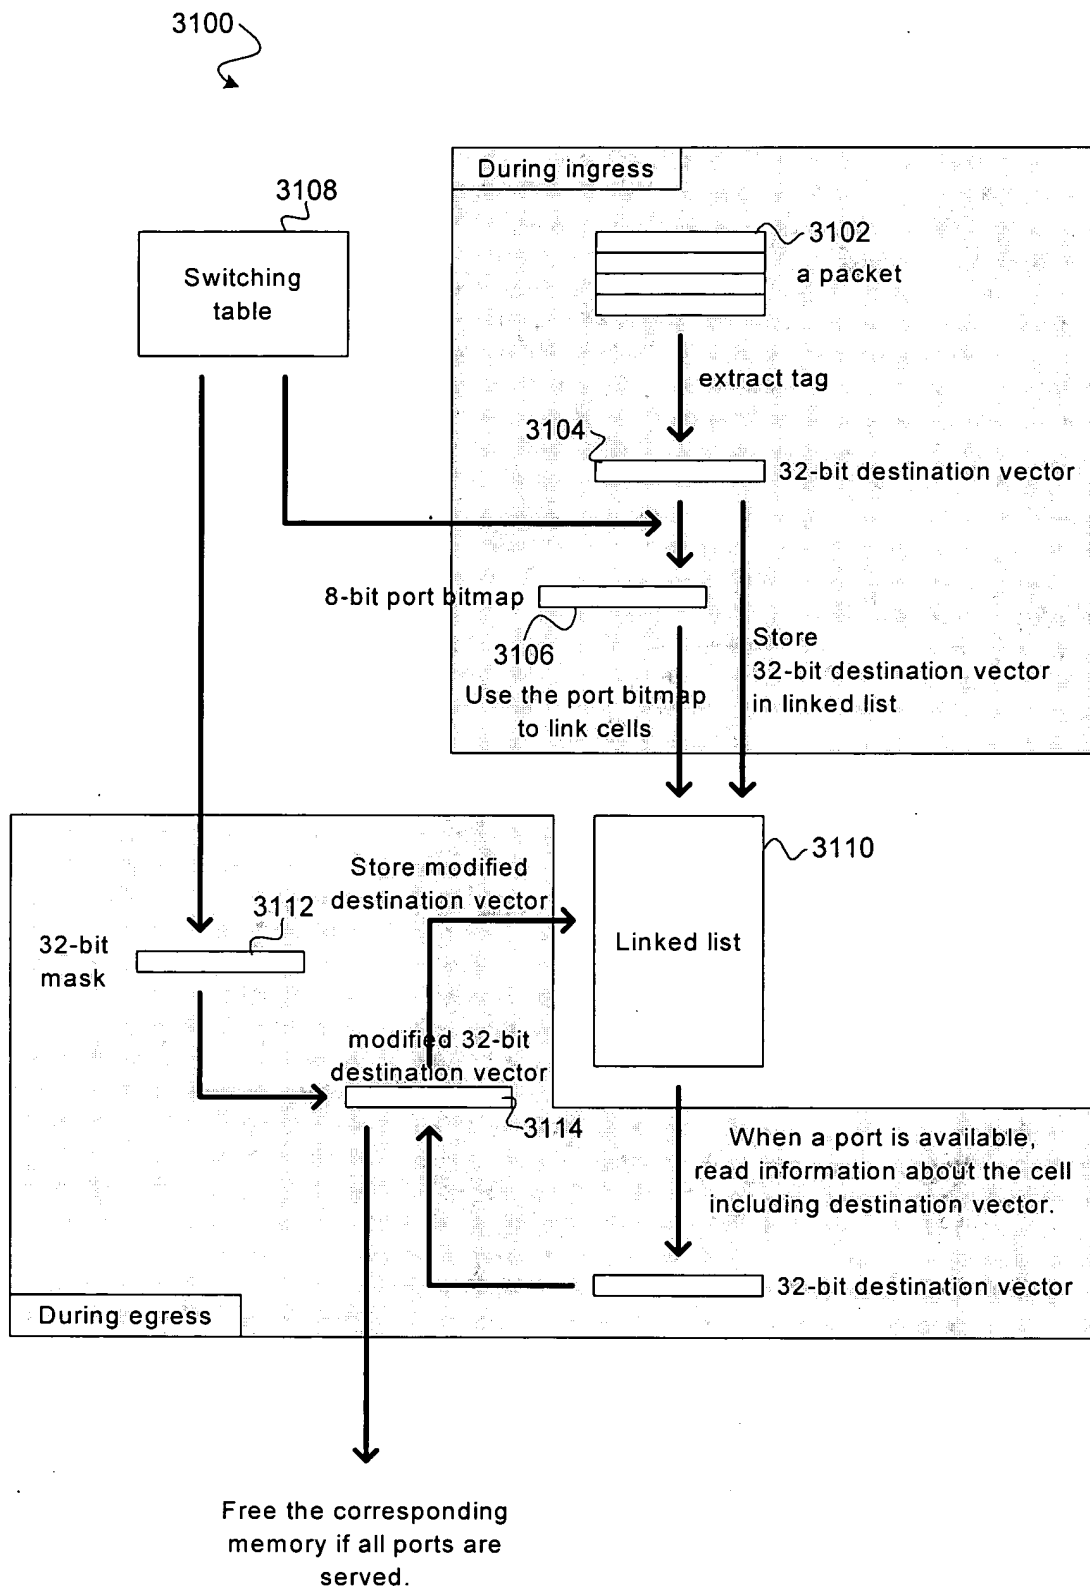 3100
During ingress
3108
Switching
table
3102
a packet
extract tag
3104
32-bit destination vector
8-bit port bitmap
3106
Store
32-bit destination vector
in linked list
Use the port bitmap
to link cells
3110
Linked list
Store modified
destination vector
3112
32-bit
mask
modified 32-bit
destination vector
3114
When a port is available,
read information about the cell
including destination vector.
32-bit destination vector
During egress
Free the corresponding
memory if all ports are
served.